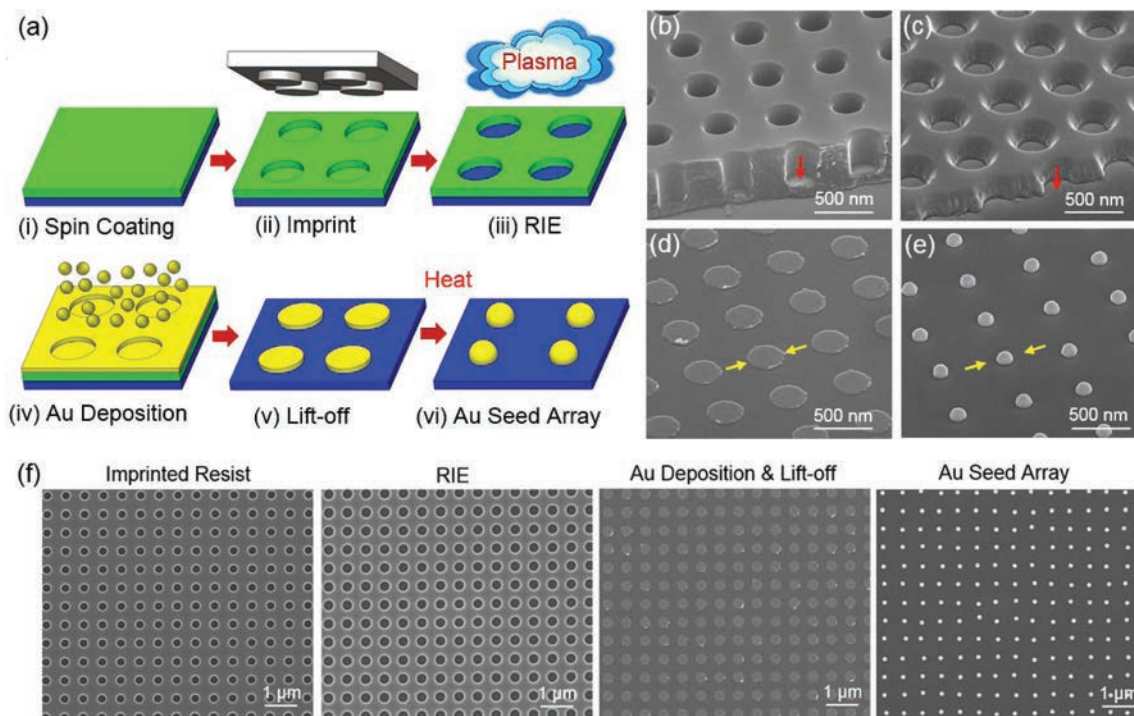 (a)
Plasma
(i) Spin Coating
(ii) Imprint
(iii) RIE
Heat
(iv) Au Deposition
(v) Lift-off
(vi) Au Seed Array
(b)
500 nm
(c)
500 nm
(d)
500 nm
(e)
500 nm
(f)
Imprinted Resist
RIE
Au Deposition & Lift-off
Au Seed Array
1 µm
1 µm
1 µm
1 µm